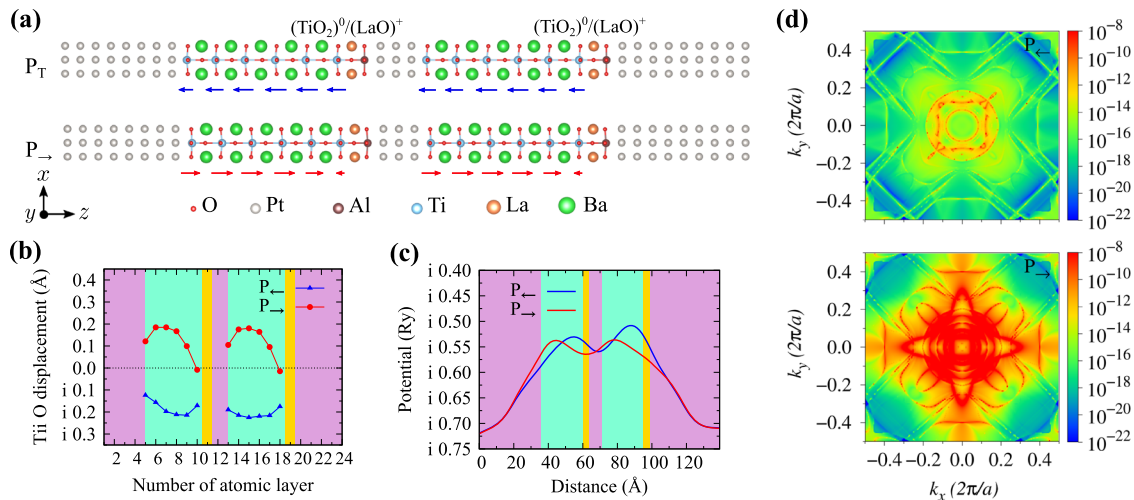 (a)
(TiO2)0/(LaO)+ (TiO2)0/(LaO)+
PT
P→
x
y z
O Pt Al Ti La Ba
(b)
Tii O displacement (Å)
0.4
0.3
0.2
0.1
0.0
i 0.1
i 0.2
i 0.3
P←
P→
2 4 6 8 10 12 14 16 18 20 22 24
Number of atomic layer
(c)
Potential (Ry)
i 0.40
i 0.45
i 0.50
i 0.55
i 0.60
i 0.65
i 0.70
i 0.75
P←
P→
0 20 40 60 80 100 120
Distance (Å)
(d)
P←
ky (2π/a)
0.4
0.2
0.0
−0.2
−0.4
10−8
10−10
10−12
10−14
10−16
10−18
10−20
10−22
P→
ky (2π/a)
0.4
0.2
0.0
−0.2
−0.4
10−8
10−10
10−12
10−14
10−16
10−18
10−20
10−22
−0.4 −0.2 0.0 0.2 0.4
kx (2π/a)